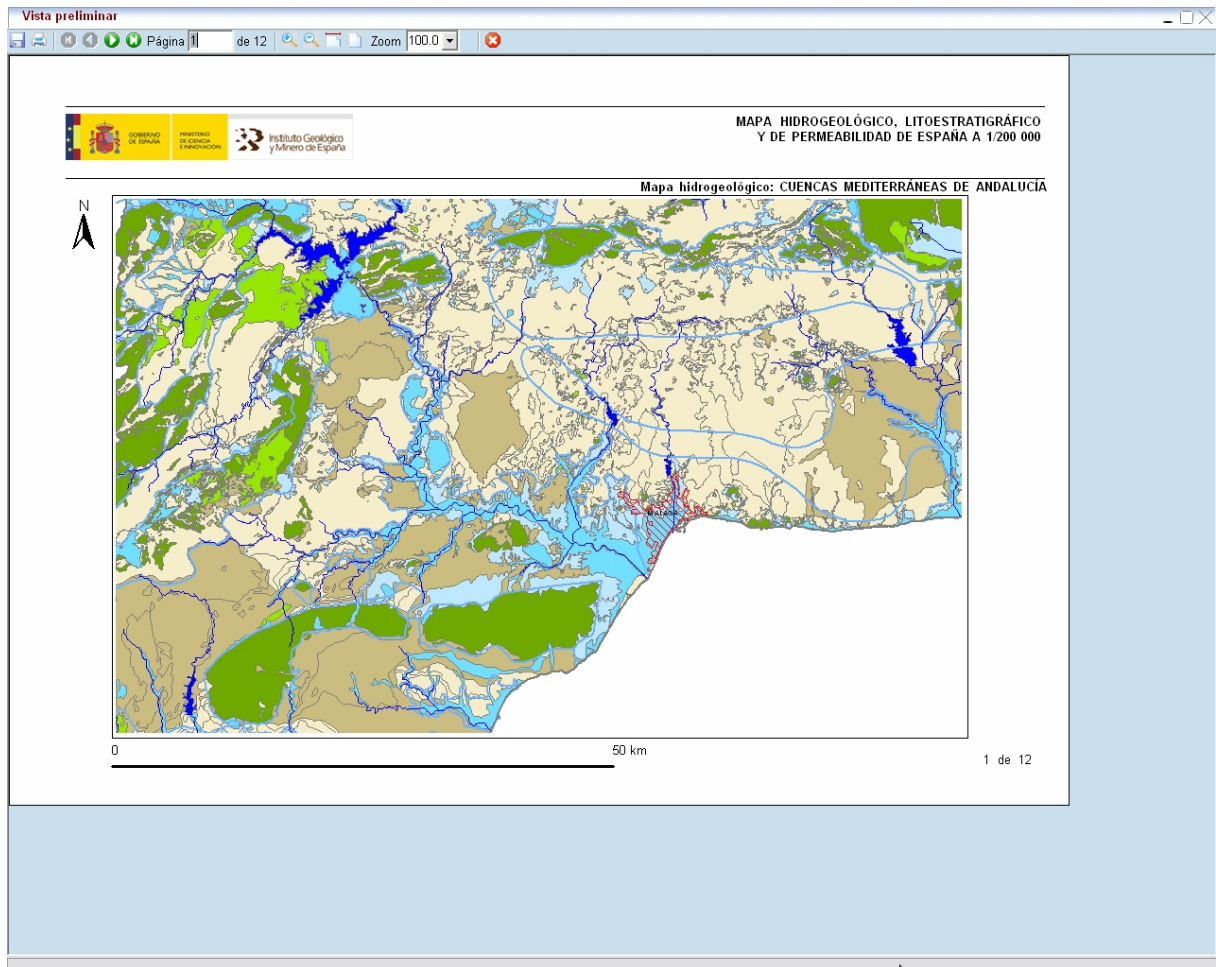 Vista preliminar
Página 1 de 12 Zoom 100.0
GOBIERNO
DE ESPAÑA
MINISTERIO
DE CIENCIA
E INNOVACIÓN
Instituto Geológico
y Minero de España
MAPA HIDROGEOLÓGICO, LITOESTRATIGRÁFICO
Y DE PERMEABILIDAD DE ESPAÑA A 1/200 000
Mapa hidrogeológico: CUENCAS MEDITERRÁNEAS DE ANDALUCÍA
N
MALAGA
0 50 km
1 de 12